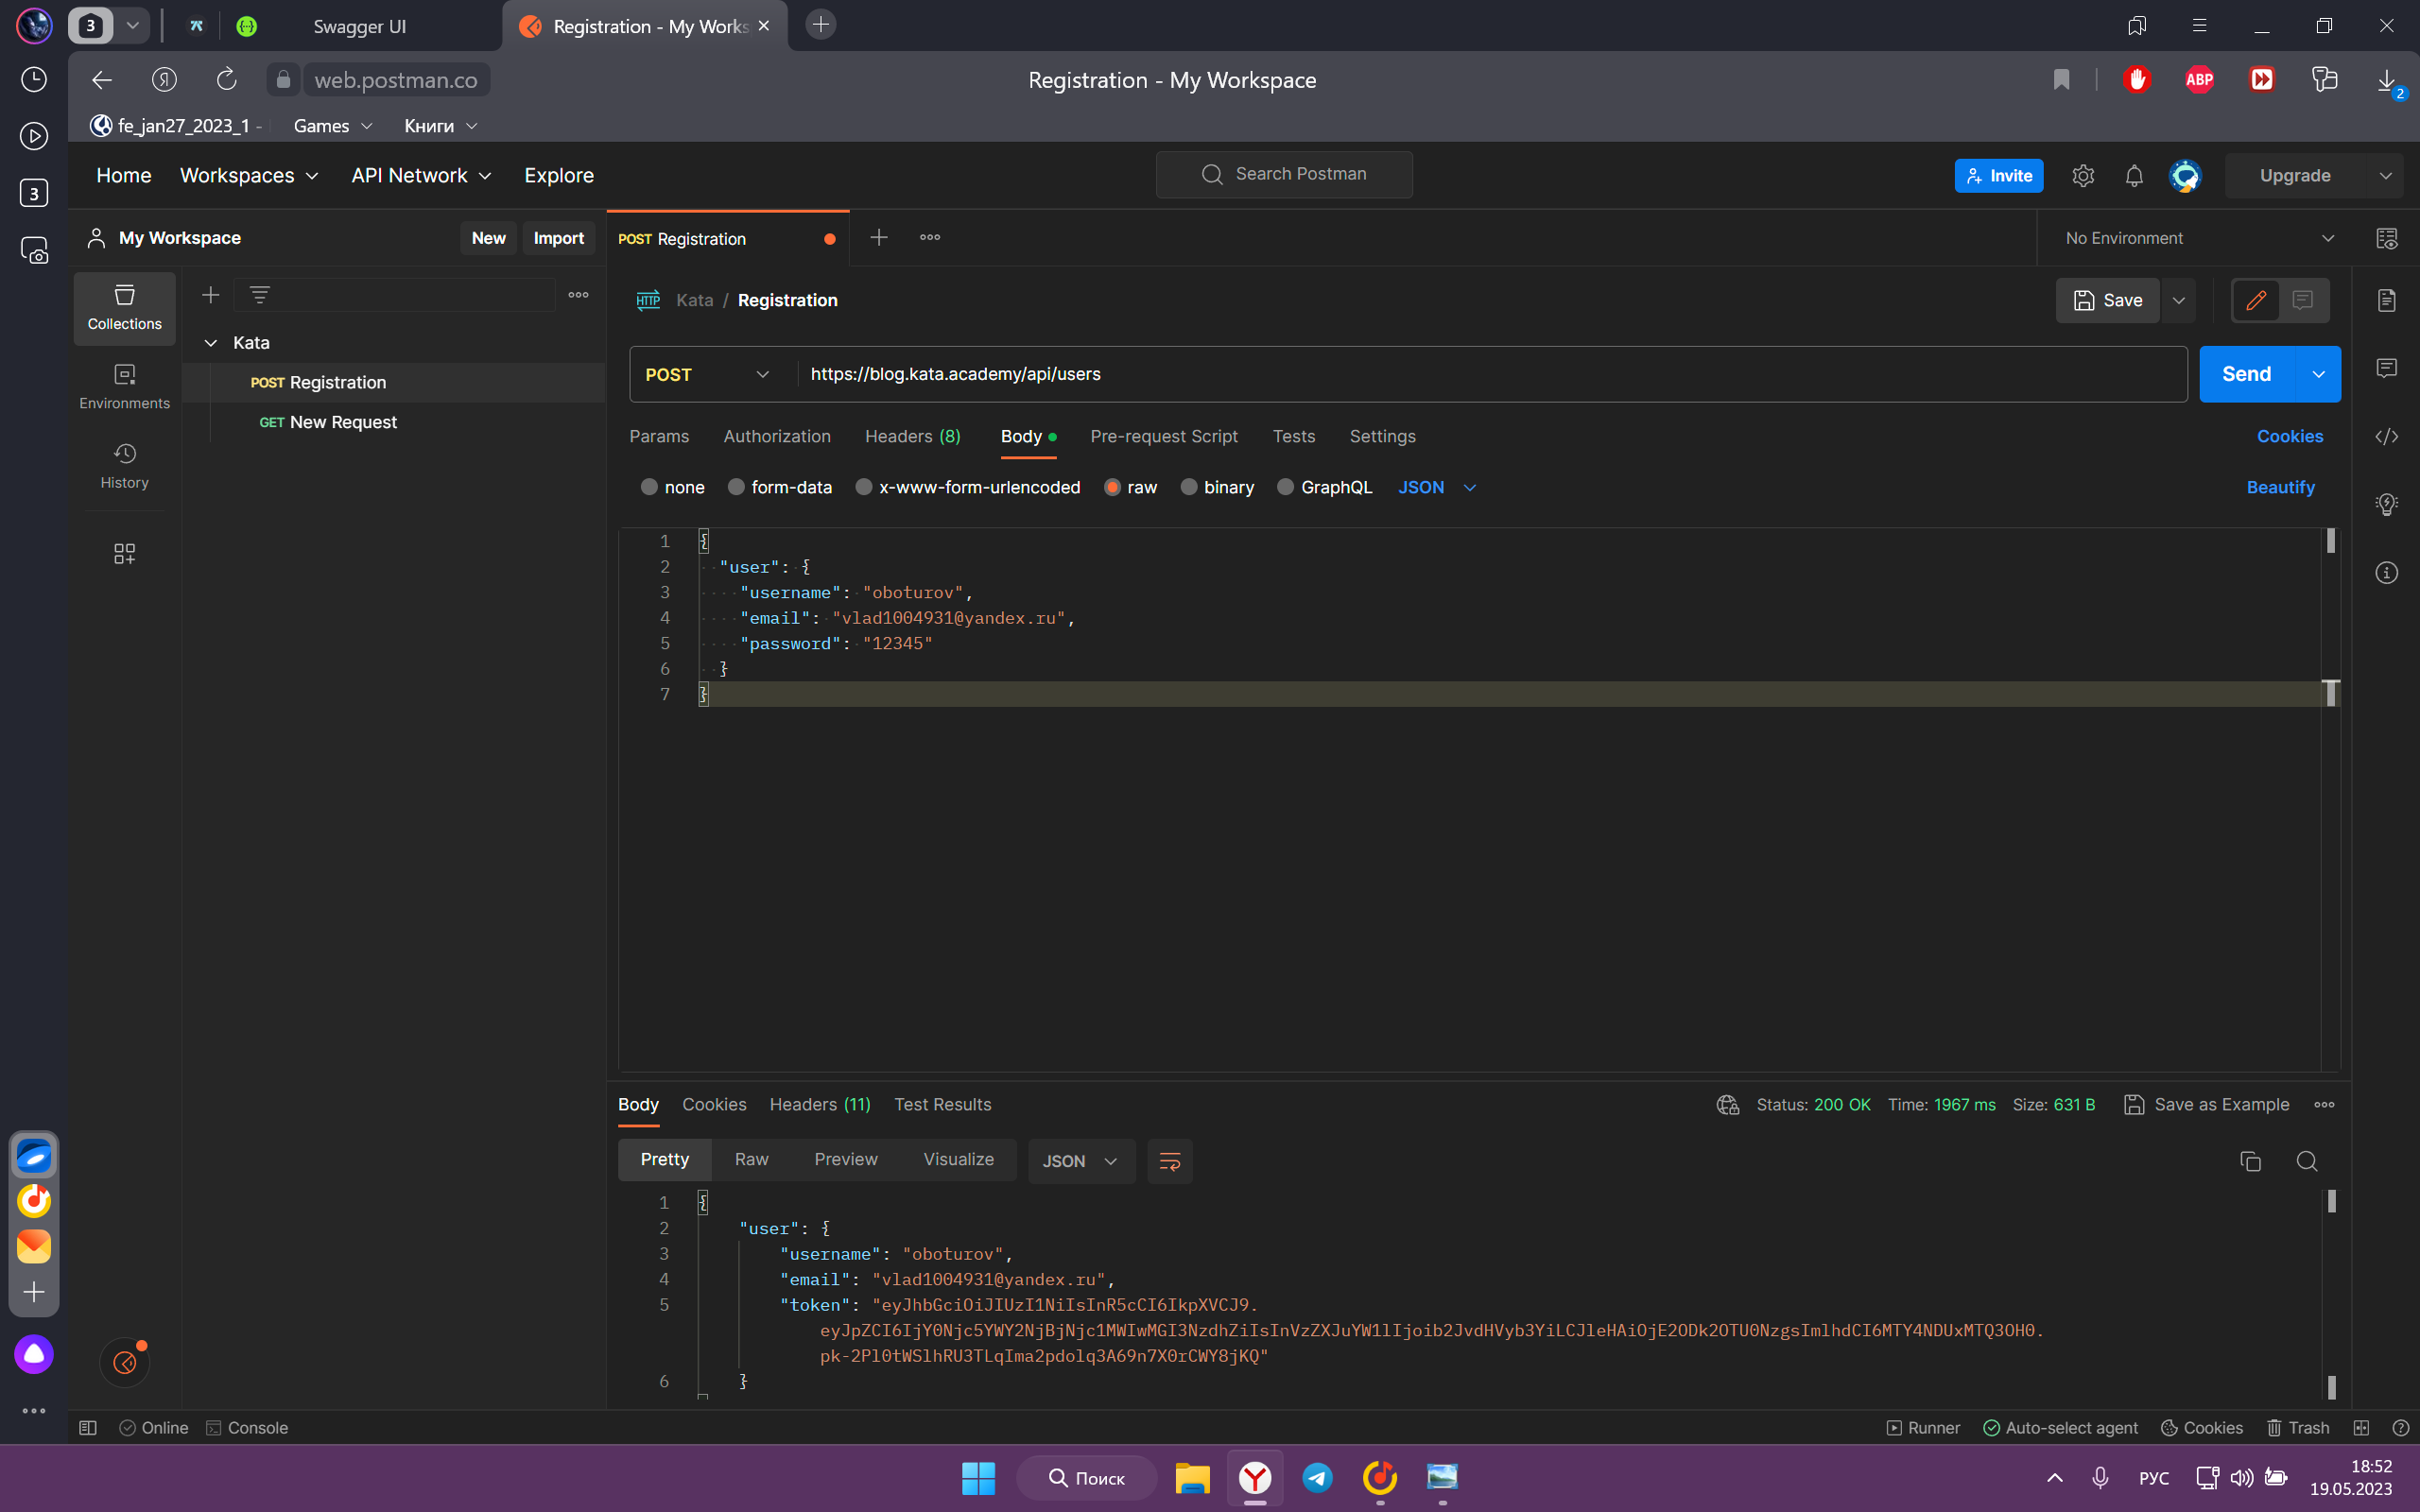 3
Swagger UI
Registration - My Works
web.postman.co
Registration - My Workspace
ABP
2
fe_jan27_2023_1 -
Games
Книги
3
Home
Workspaces
API Network
Explore
Search Postman
Invite
Upgrade
My Workspace
New
Import
POST Registration
No Environment
Collections
Environments
History
Kata
POST Registration
GET New Request
HTTP
Kata / Registration
Save
POST
https://blog.kata.academy/api/users
Send
Params
Authorization
Headers (8)
Body
Pre-request Script
Tests
Settings
Cookies
none
form-data
x-www-form-urlencoded
raw
binary
GraphQL
JSON
Beautify
1 {
2 "user": {
3 "username": "oboturov",
4 "email": "vlad1004931@yandex.ru",
5 "password": "12345"
6 }
7 }
Body
Cookies
Headers (11)
Test Results
Status: 200 OK
Time: 1967 ms
Size: 631 B
Save as Example
Pretty
Raw
Preview
Visualize
JSON
1 {
2 "user": {
3 "username": "oboturov",
4 "email": "vlad1004931@yandex.ru",
5 "token": "eyJhbGciOiJIUzI1NiIsInR5cCI6IkpXVCJ9.
eyJpZCI6IjY0Njc5YWY2NjBjNjc1MWIwMGI3NzdhZiIsInVzZXJuYW1lIjoib2JvdHVyb3YiLCJleHAiOjE2ODk2OTU0NzgsImlhdCI6MTY4NDUxMTQ3OH0.
pk-2Pl0tWSlhRU3TLqIma2pdolq3A69n7X0rCWY8jKQ"
6 }
Online
Console
Runner
Auto-select agent
Cookies
Trash
Поиск
РУС
18:52
19.05.2023